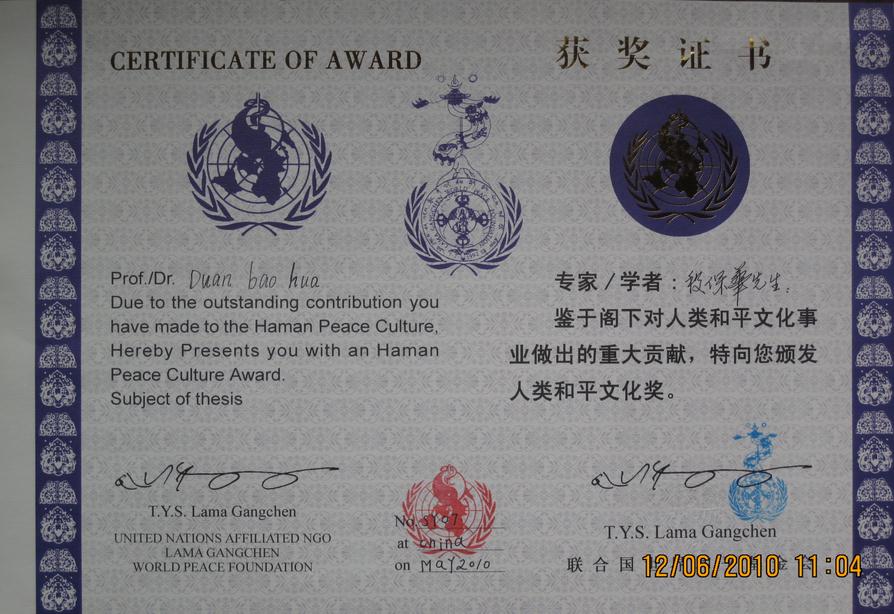 CERTIFICATE OF AWARD
获奖证书
Prof./Dr. Duan bao hua
Due to the outstanding contribution you
have made to the Haman Peace Culture,
Hereby Presents you with an Haman
Peace Culture Award.
Subject of thesis
专家/学者:段保華先生:
鉴于阁下对人类和平文化事
业做出的重大贡献,特向您颁发
人类和平文化奖。
T.Y.S. Lama Gangchen
UNITED NATIONS AFFILIATED NGO
LAMA GANGCHEN
WORLD PEACE FOUNDATION
No. S107
at china
on MAY2010
T.Y.S. Lama Gangchen
联合国
金会
12/06/2010 11:04